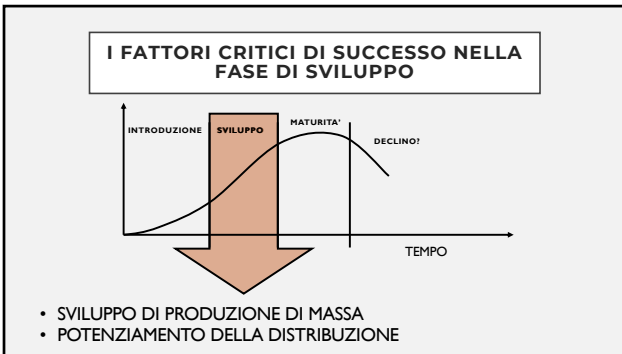 I FATTORI CRITICI DI SUCCESSO NELLA
FASE DI SVILUPPO
INTRODUZIONE
SVILUPPO
MATURITA'
DECLINO?
TEMPO
• SVILUPPO DI PRODUZIONE DI MASSA
• POTENZIAMENTO DELLA DISTRIBUZIONE